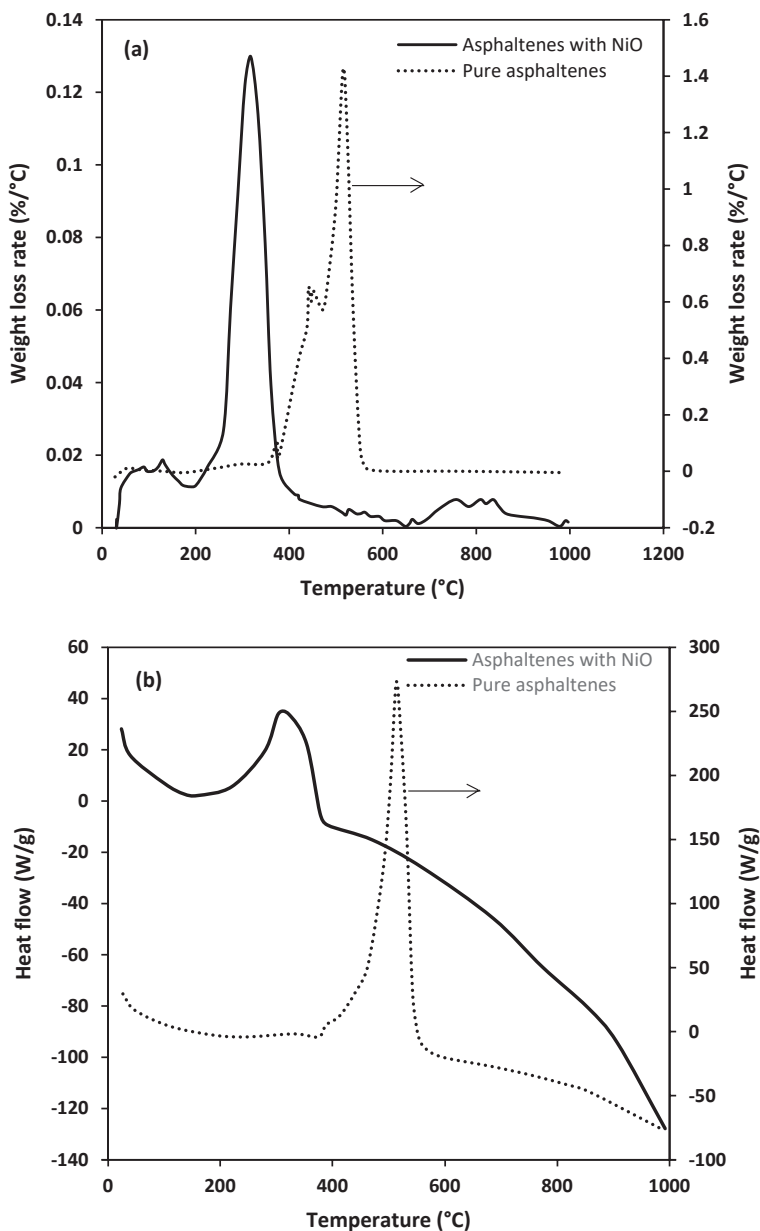 (a)
Asphaltenes with NiO
Pure asphaltenes
Weight loss rate (%/°C)
0.14
0.12
0.1
0.08
0.06
0.04
0.02
0
1.6
1.4
1.2
1
0.8
0.6
0.4
0.2
0
-0.2
Weight loss rate (%/°C)
0 200 400 600 800 1000 1200
Temperature (°C)
(b)
Asphaltenes with NiO
Pure asphaltenes
Heat flow (W/g)
60
40
20
0
-20
-40
-60
-80
-100
-120
-140
300
250
200
150
100
50
0
-50
-100
Heat flow (W/g)
0 200 400 600 800 1000
Temperature (°C)